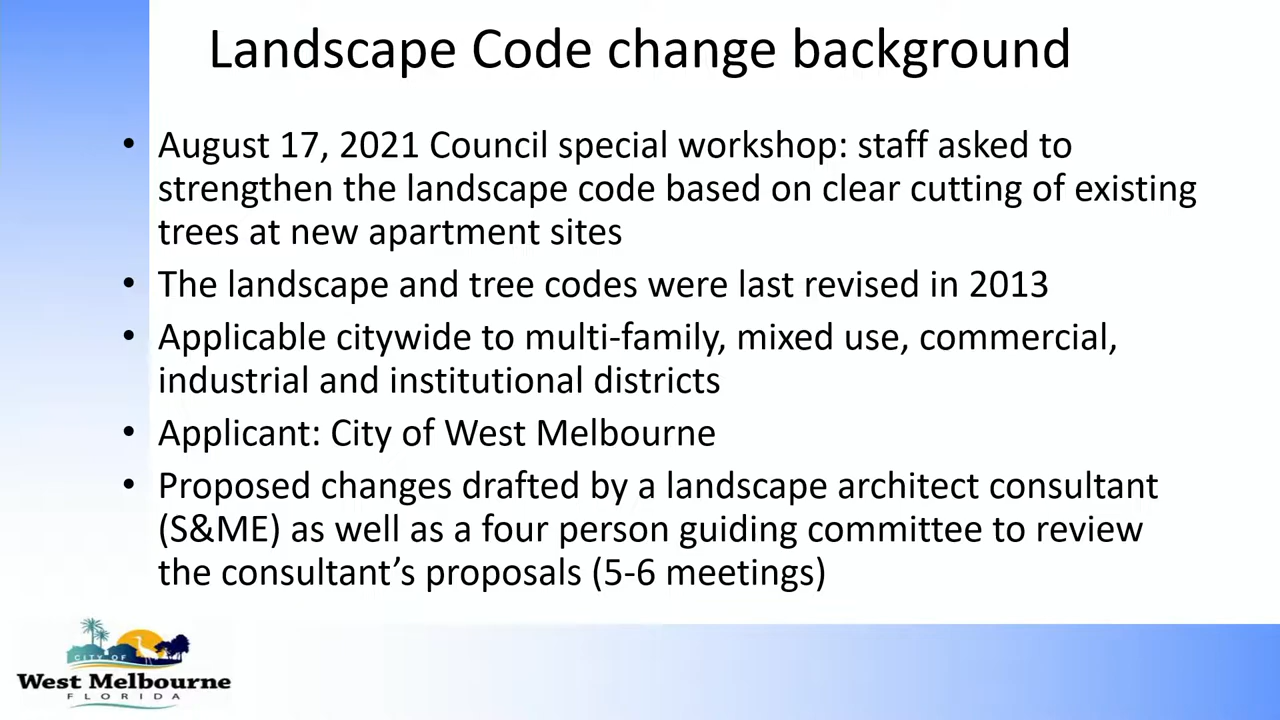 Landscape Code change background
• August 17, 2021 Council special workshop: staff asked to
strengthen the landscape code based on clear cutting of existing
trees at new apartment sites
• The landscape and tree codes were last revised in 2013
• Applicable citywide to multi-family, mixed use, commercial,
industrial and institutional districts
• Applicant: City of West Melbourne
• Proposed changes drafted by a landscape architect consultant
(S&ME) as well as a four person guiding committee to review
the consultant’s proposals (5-6 meetings)
CITY OF
West Melbourne
FLORIDA